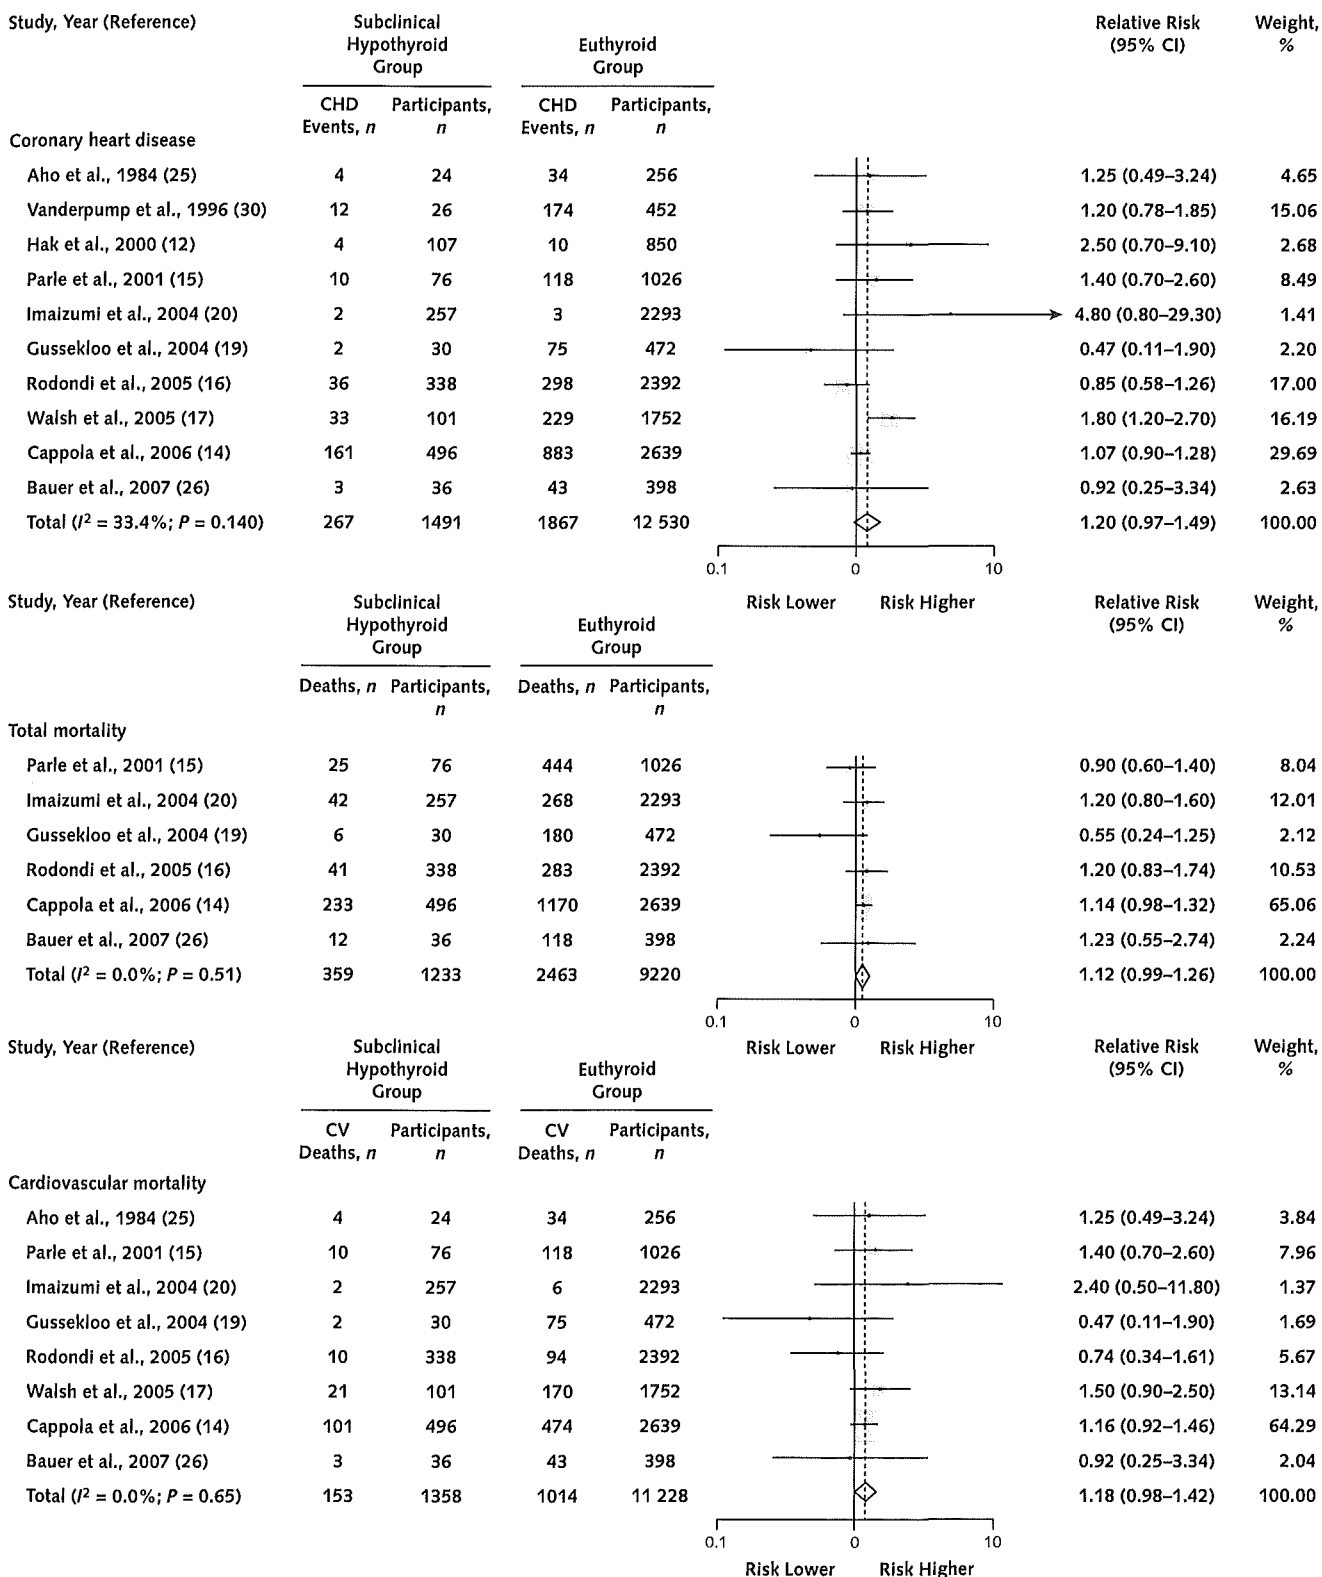 Study, Year (Reference) Subclinical Hypothyroid Group Euthyroid Group Relative Risk (95% CI) Weight, %
CHD Events, n Participants, n CHD Events, n Participants, n
Coronary heart disease
Aho et al., 1984 (25) 4 24 34 256 1.25 (0.49–3.24) 4.65
Vanderpump et al., 1996 (30) 12 26 174 452 1.20 (0.78–1.85) 15.06
Hak et al., 2000 (12) 4 107 10 850 2.50 (0.70–9.10) 2.68
Parle et al., 2001 (15) 10 76 118 1026 1.40 (0.70–2.60) 8.49
Imaizumi et al., 2004 (20) 2 257 3 2293 4.80 (0.80–29.30) 1.41
Gussekloo et al., 2004 (19) 2 30 75 472 0.47 (0.11–1.90) 2.20
Rodondi et al., 2005 (16) 36 338 298 2392 0.85 (0.58–1.26) 17.00
Walsh et al., 2005 (17) 33 101 229 1752 1.80 (1.20–2.70) 16.19
Cappola et al., 2006 (14) 161 496 883 2639 1.07 (0.90–1.28) 29.69
Bauer et al., 2007 (26) 3 36 43 398 0.92 (0.25–3.34) 2.63
Total (I² = 33.4%; P = 0.140) 267 1491 1867 12 530 1.20 (0.97–1.49) 100.00
0.1 0 10
Risk Lower Risk Higher
Study, Year (Reference) Subclinical Hypothyroid Group Euthyroid Group Relative Risk (95% CI) Weight, %
Deaths, n Participants, n Deaths, n Participants, n
Total mortality
Parle et al., 2001 (15) 25 76 444 1026 0.90 (0.60–1.40) 8.04
Imaizumi et al., 2004 (20) 42 257 268 2293 1.20 (0.80–1.60) 12.01
Gussekloo et al., 2004 (19) 6 30 180 472 0.55 (0.24–1.25) 2.12
Rodondi et al., 2005 (16) 41 338 283 2392 1.20 (0.83–1.74) 10.53
Cappola et al., 2006 (14) 233 496 1170 2639 1.14 (0.98–1.32) 65.06
Bauer et al., 2007 (26) 12 36 118 398 1.23 (0.55–2.74) 2.24
Total (I² = 0.0%; P = 0.51) 359 1233 2463 9220 1.12 (0.99–1.26) 100.00
0.1 0 10
Risk Lower Risk Higher
Study, Year (Reference) Subclinical Hypothyroid Group Euthyroid Group Relative Risk (95% CI) Weight, %
CV Deaths, n Participants, n CV Deaths, n Participants, n
Cardiovascular mortality
Aho et al., 1984 (25) 4 24 34 256 1.25 (0.49–3.24) 3.84
Parle et al., 2001 (15) 10 76 118 1026 1.40 (0.70–2.60) 7.96
Imaizumi et al., 2004 (20) 2 257 6 2293 2.40 (0.50–11.80) 1.37
Gussekloo et al., 2004 (19) 2 30 75 472 0.47 (0.11–1.90) 1.69
Rodondi et al., 2005 (16) 10 338 94 2392 0.74 (0.34–1.61) 5.67
Walsh et al., 2005 (17) 21 101 170 1752 1.50 (0.90–2.50) 13.14
Cappola et al., 2006 (14) 101 496 474 2639 1.16 (0.92–1.46) 64.29
Bauer et al., 2007 (26) 3 36 43 398 0.92 (0.25–3.34) 2.04
Total (I² = 0.0%; P = 0.65) 153 1358 1014 11 228 1.18 (0.98–1.42) 100.00
0.1 0 10
Risk Lower Risk Higher